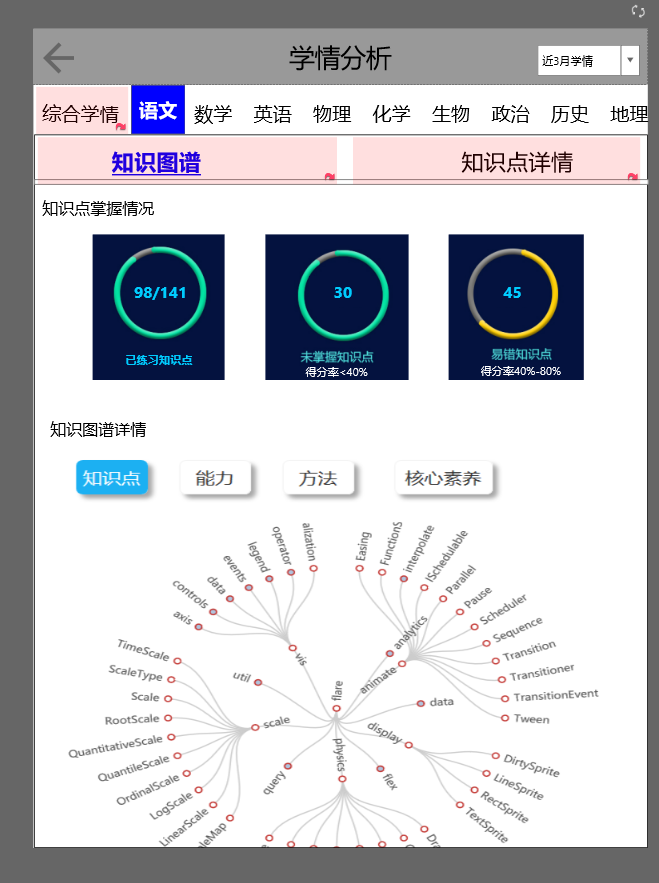 学情分析
近3月学情
综合学情 语文 数学 英语 物理 化学 生物 政治 历史 地理
知识图谱 知识点详情
知识点掌握情况
98/141 30 45
已练习知识点 未掌握知识点 易错知识点
得分率<40% 得分率40%-80%
知识图谱详情
知识点 能力 方法 核心素养
alization
operator
legend
events
data
controls
axis
vis
Easing
FunctionS
interpolate
ISchedulable
Parallel
Pause
Scheduler
Sequence
Transition
Transitioner
TransitionEvent
Tween
analytics
animate
TimeScale
ScaleType
Scale
RootScale
QuantitativeScale
QuantileScale
OrdinalScale
LogScale
LinearScale
aleMap
scale
util
flare
data
display
DirtySprite
LineSprite
RectSprite
TextSprite
query
physics
flex
Dra